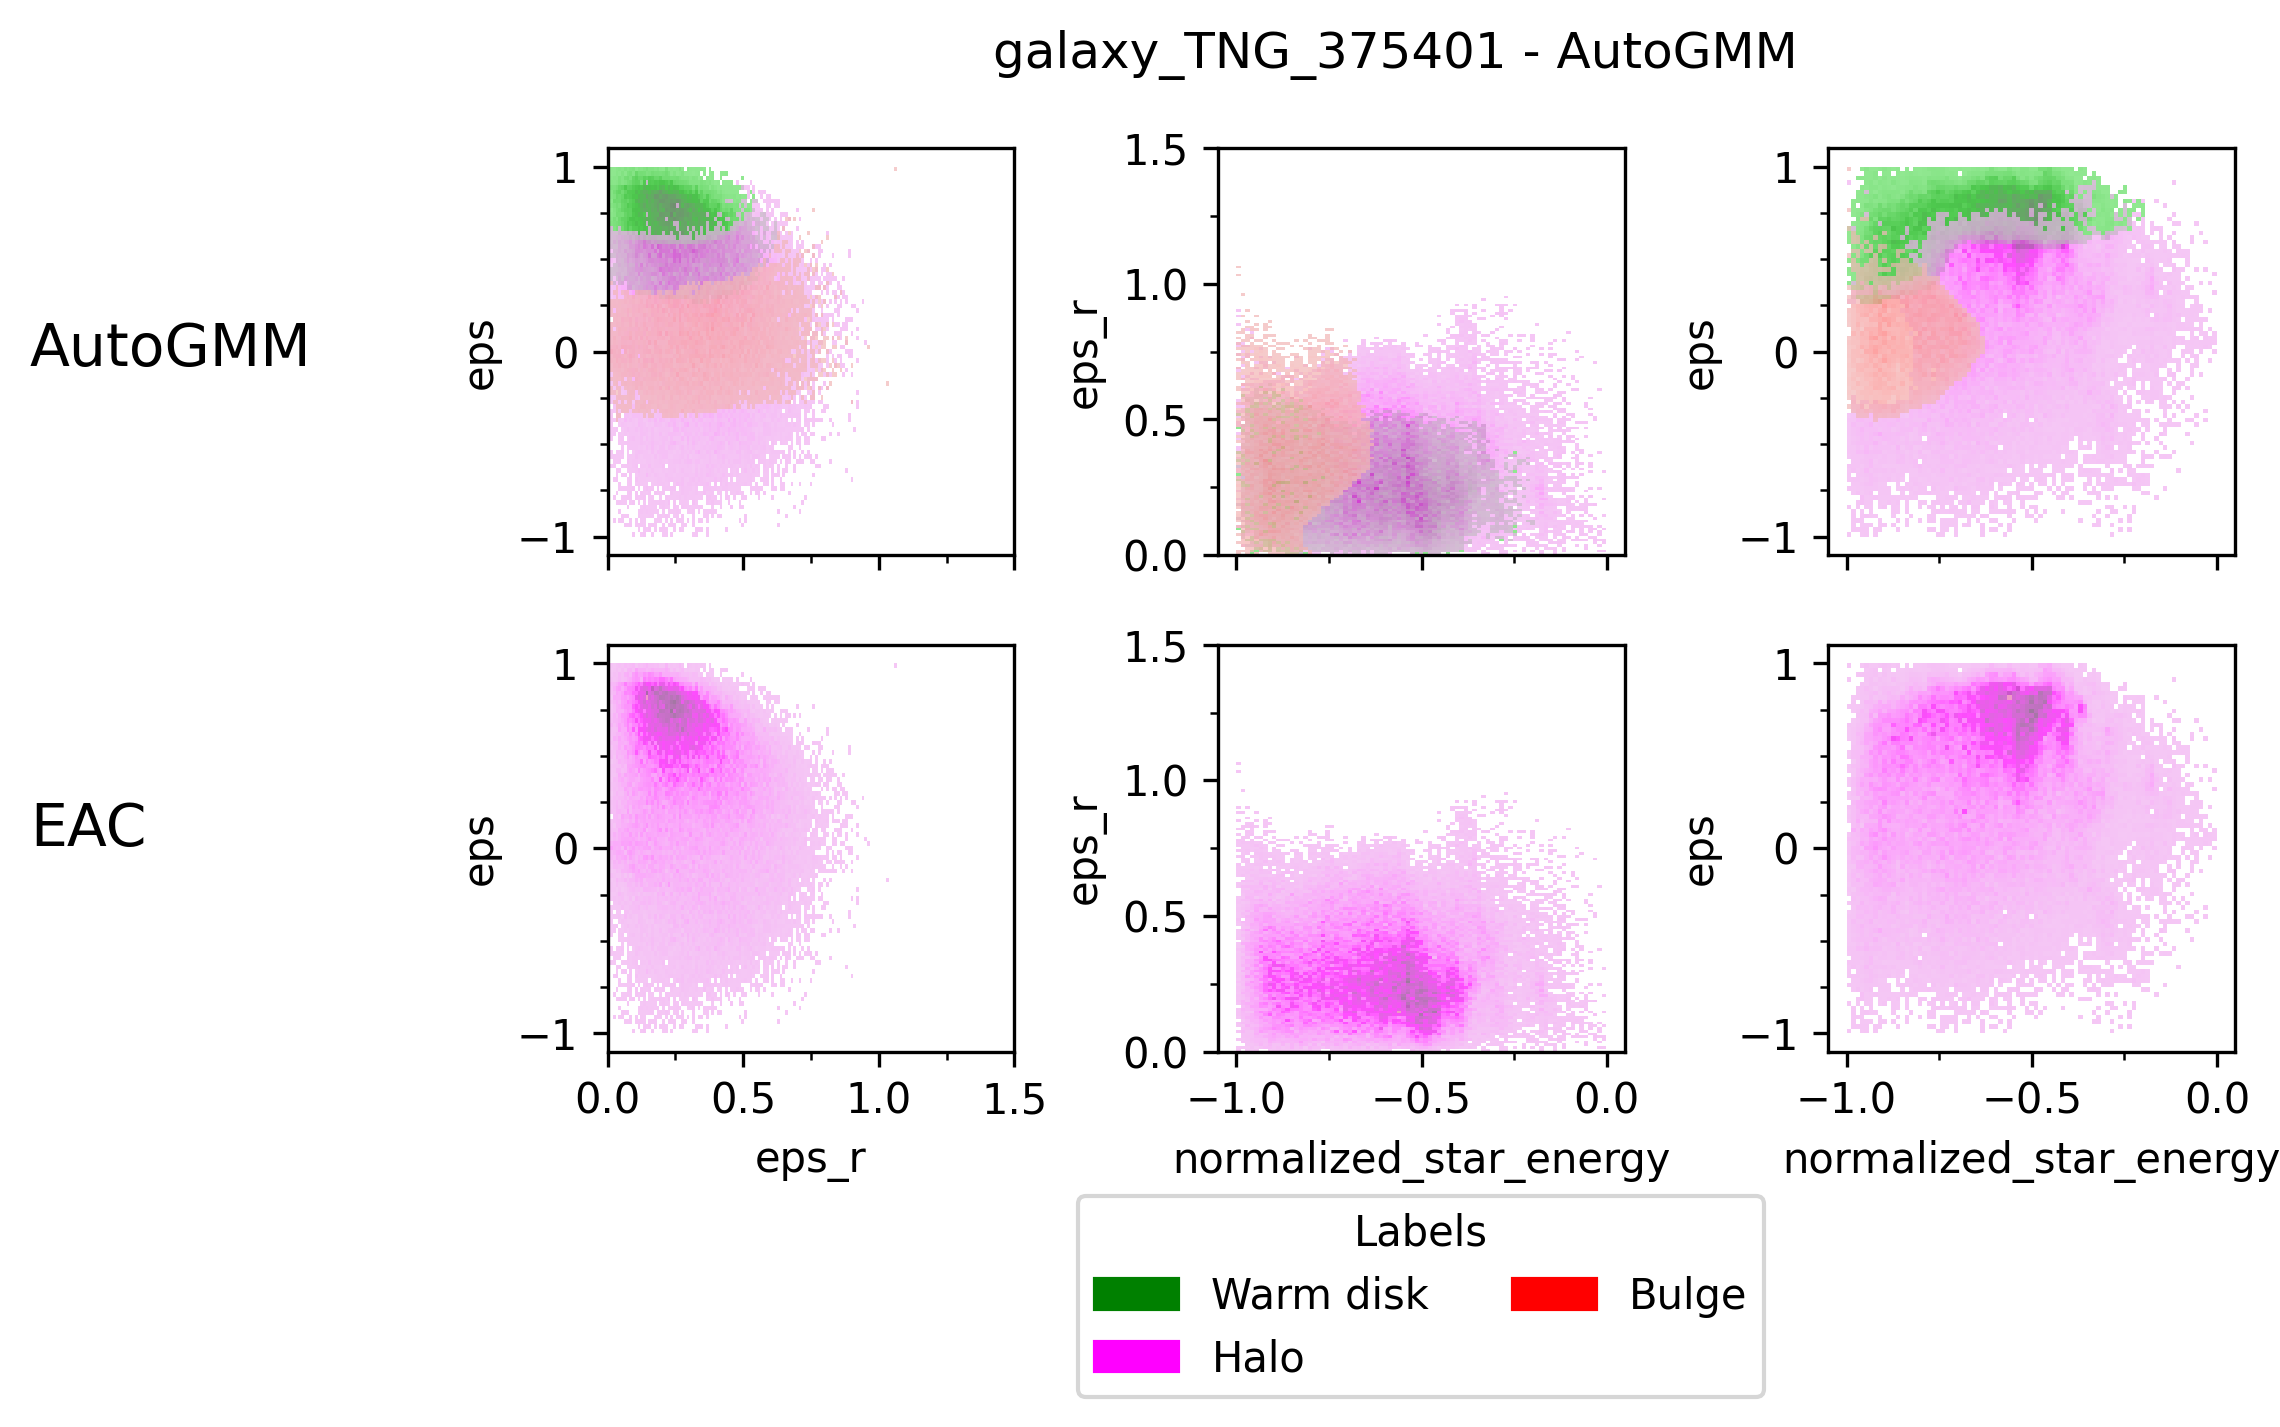 galaxy_TNG_375401 - AutoGMM
AutoGMM
1
0
−1
eps
1.5
1.0
0.5
0.0
eps_r
1
0
−1
eps
EAC
1
0
−1
eps
0.0 0.5 1.0 1.5
eps_r
1.5
1.0
0.5
0.0
eps_r
−1.0 −0.5 0.0
normalized_star_energy
1
0
−1
eps
−1.0 −0.5 0.0
normalized_star_energy
Labels
Warm disk
Halo
Bulge